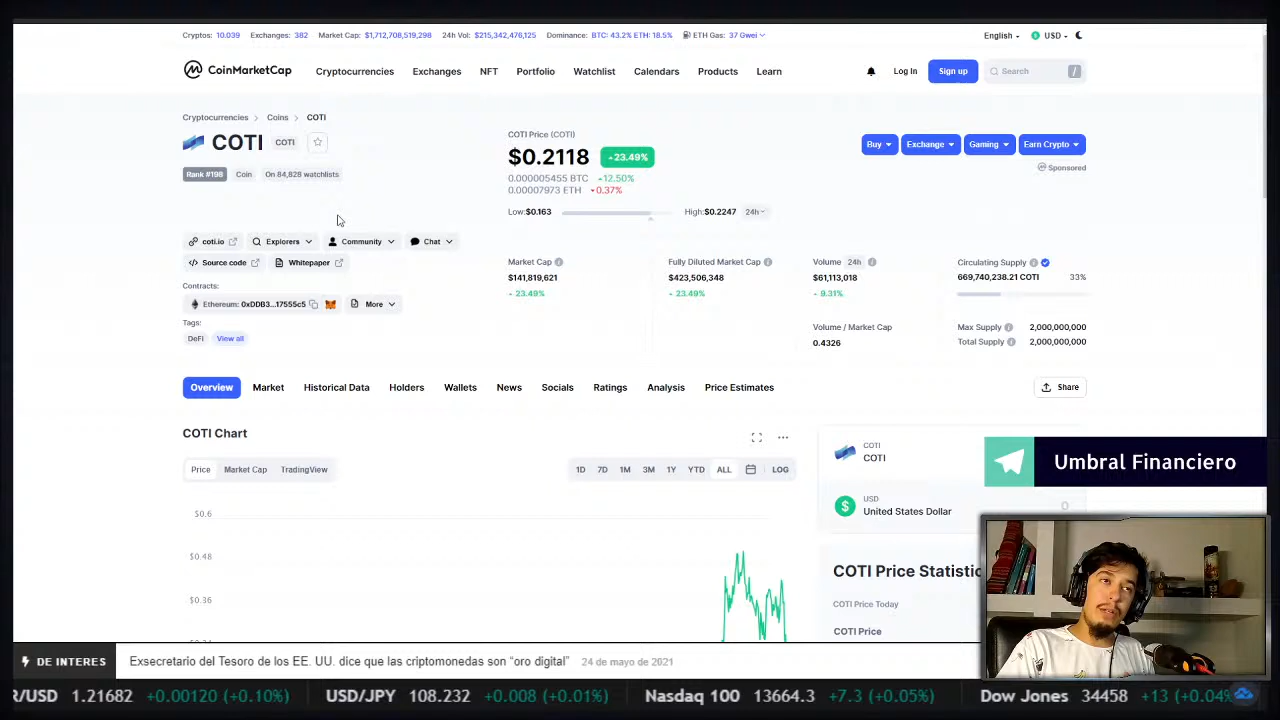 Cryptos: 10.039 Exchanges: 382 Market Cap: $1,712,708,519,298 24h Vol: $215,342,476,125 Dominance: BTC: 43.2% ETH: 18.5% ETH Gas: 37 Gwei English USD
CoinMarketCap Cryptocurrencies Exchanges NFT Portfolio Watchlist Calendars Products Learn Log In Sign up Search /
Cryptocurrencies > Coins > COTI
COTI COTI
Rank #198 Coin On 84,828 watchlists
COTI Price (COTI)
$0.2118 23.49%
0.000005455 BTC 12.50%
0.00007973 ETH 0.37%
Low:$0.163 High:$0.2247 24h
Buy Exchange Gaming Earn Crypto
Sponsored
coti.io Explorers Community Chat
Source code Whitepaper
Contracts:
Ethereum: 0xDDB3...17555c5 More
Tags:
DeFi View all
Market Cap
$141,819,621
23.49%
Fully Diluted Market Cap
$423,506,348
23.49%
Volume 24h
$61,113,018
9.31%
Volume / Market Cap
0.4326
Circulating Supply
669,740,238.21 COTI 33%
Max Supply 2,000,000,000
Total Supply 2,000,000,000
Overview Market Historical Data Holders Wallets News Socials Ratings Analysis Price Estimates Share
COTI Chart
Price Market Cap TradingView 1D 7D 1M 3M 1Y YTD ALL LOG
$0.6
$0.48
$0.36
COTI
COTI
USD
United States Dollar 0
COTI Price Statistic
COTI Price Today
COTI Price
Umbral Financiero
DE INTERES Exsecretario del Tesoro de los EE. UU. dice que las criptomonedas son “oro digital” 24 de mayo de 2021
R/USD 1.21682 +0.00120 (+0.10%) USD/JPY 108.232 +0.008 (+0.01%) Nasdaq 100 13664.3 +7.3 (+0.05%) Dow Jones 34458 +13 (+0.04%